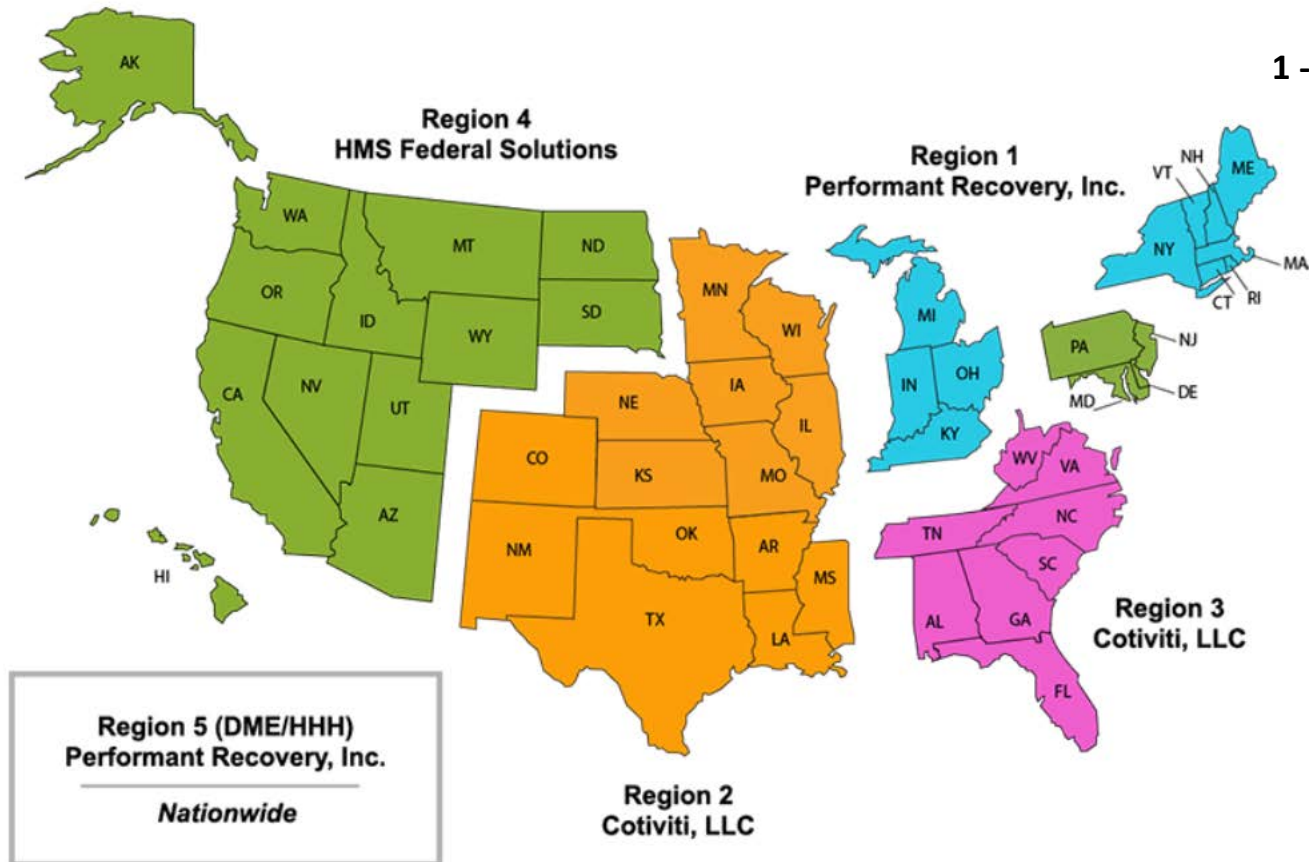 1 -
AK
Region 4
HMS Federal Solutions
Region 1
Performant Recovery, Inc.
NH
VT
ME
WA
MT
ND
NY
MA
OR
MN
CT
RI
ID
SD
WI
MI
WY
NJ
PA
CA
NV
UT
IA
IN
OH
DE
NE
MD
IL
KY
CO
WV
VA
KS
MO
AZ
NC
TN
OK
NM
AR
SC
HI
MS
TX
AL
GA
Region 3
Cotiviti, LLC
LA
FL
Region 5 (DME/HHH)
Performant Recovery, Inc.
Nationwide
Region 2
Cotiviti, LLC